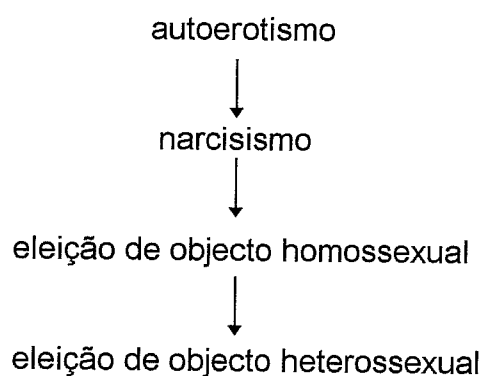 autoerotismo
narcisismo
eleição de objecto homossexual
eleição de objecto heterossexual